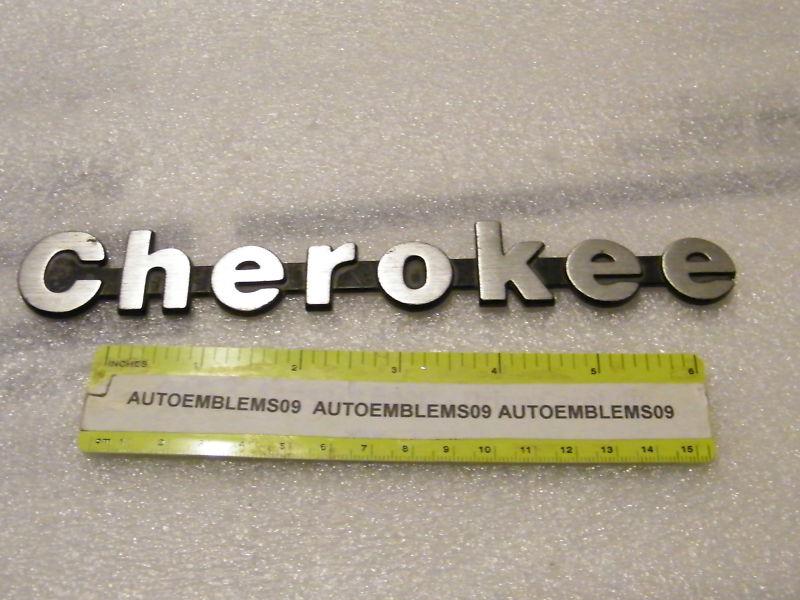 Cherokee
INCHES 1 2 3 4 5 6
AUTOEMBLEMS09 AUTOEMBLEMS09 AUTOEMBLEMS09
cm 1 2 3 4 5 6 7 8 9 10 11 12 13 14 15